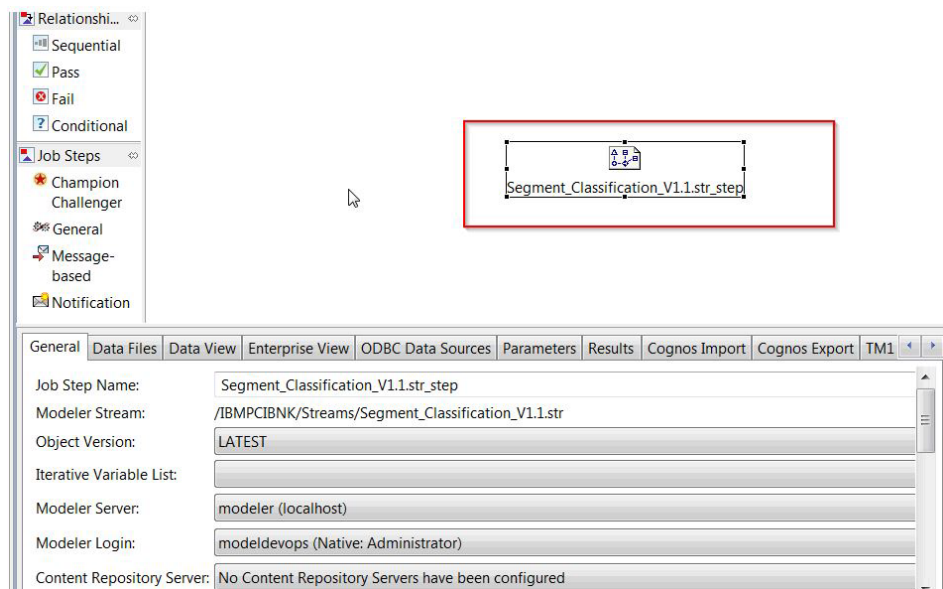 Relationshi...
Sequential
Pass
Fail
Conditional
Job Steps
Champion
Challenger
General
Message-
based
Notification
Segment_Classification_V1.1.str_step
General Data Files Data View Enterprise View ODBC Data Sources Parameters Results Cognos Import Cognos Export TM1
Job Step Name: Segment_Classification_V1.1.str_step
Modeler Stream: /IBMPCIBNK/Streams/Segment_Classification_V1.1.str
Object Version: LATEST
Iterative Variable List:
Modeler Server: modeler (localhost)
Modeler Login: modeldevops (Native: Administrator)
Content Repository Server: No Content Repository Servers have been configured